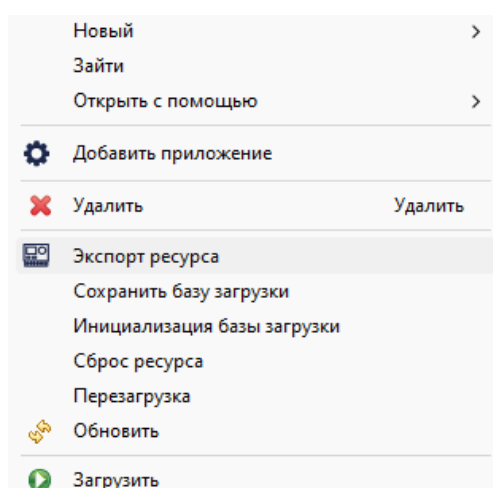 Новый
Зайти
Открыть с помощью
Добавить приложение
Удалить Удалить
Экспорт ресурса
Сохранить базу загрузки
Инициализация базы загрузки
Сброс ресурса
Перезагрузка
Обновить
Загрузить